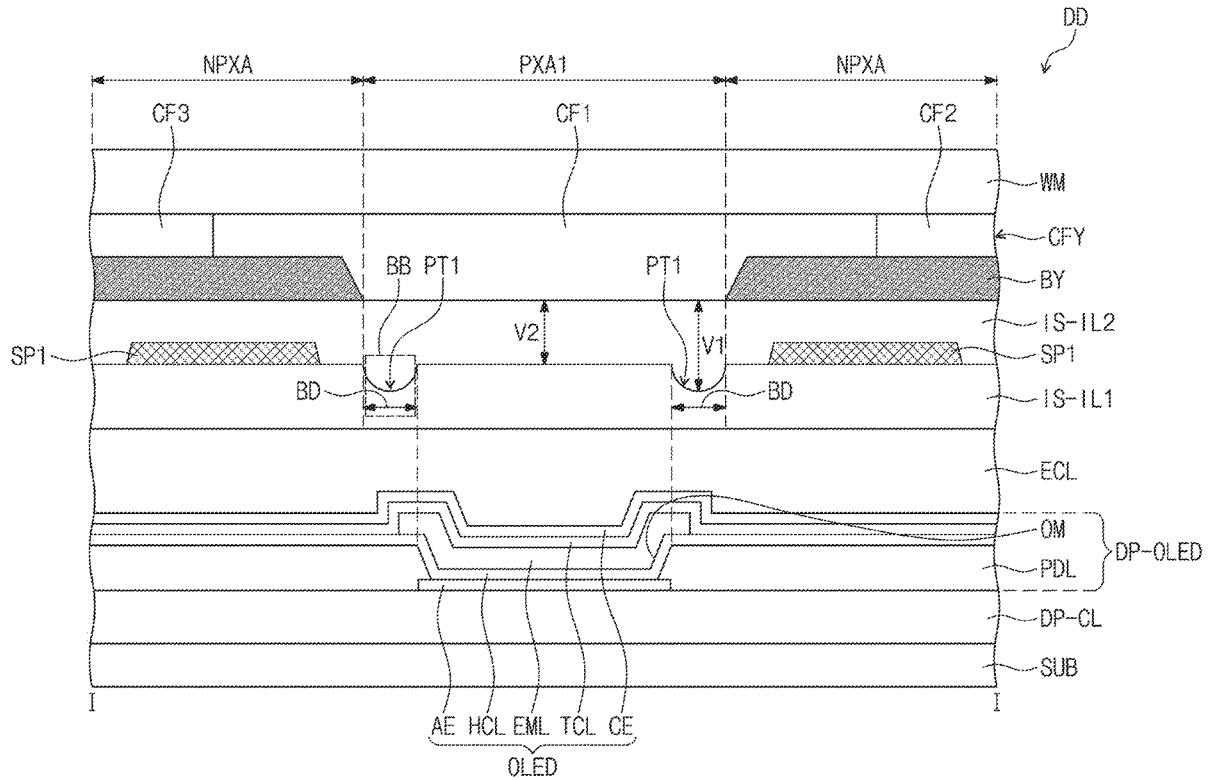 DD
NPXA PXA1 NPXA
CF3 CF1 CF2
WM
CFY
BB PT1 PT1
BY
V2 V1
IS-IL2
SP1 SP1
BD BD
IS-IL1
ECL
OM
DP-OLED
PDL
DP-CL
SUB
I I
AE HCL EML TCL CE
OLED